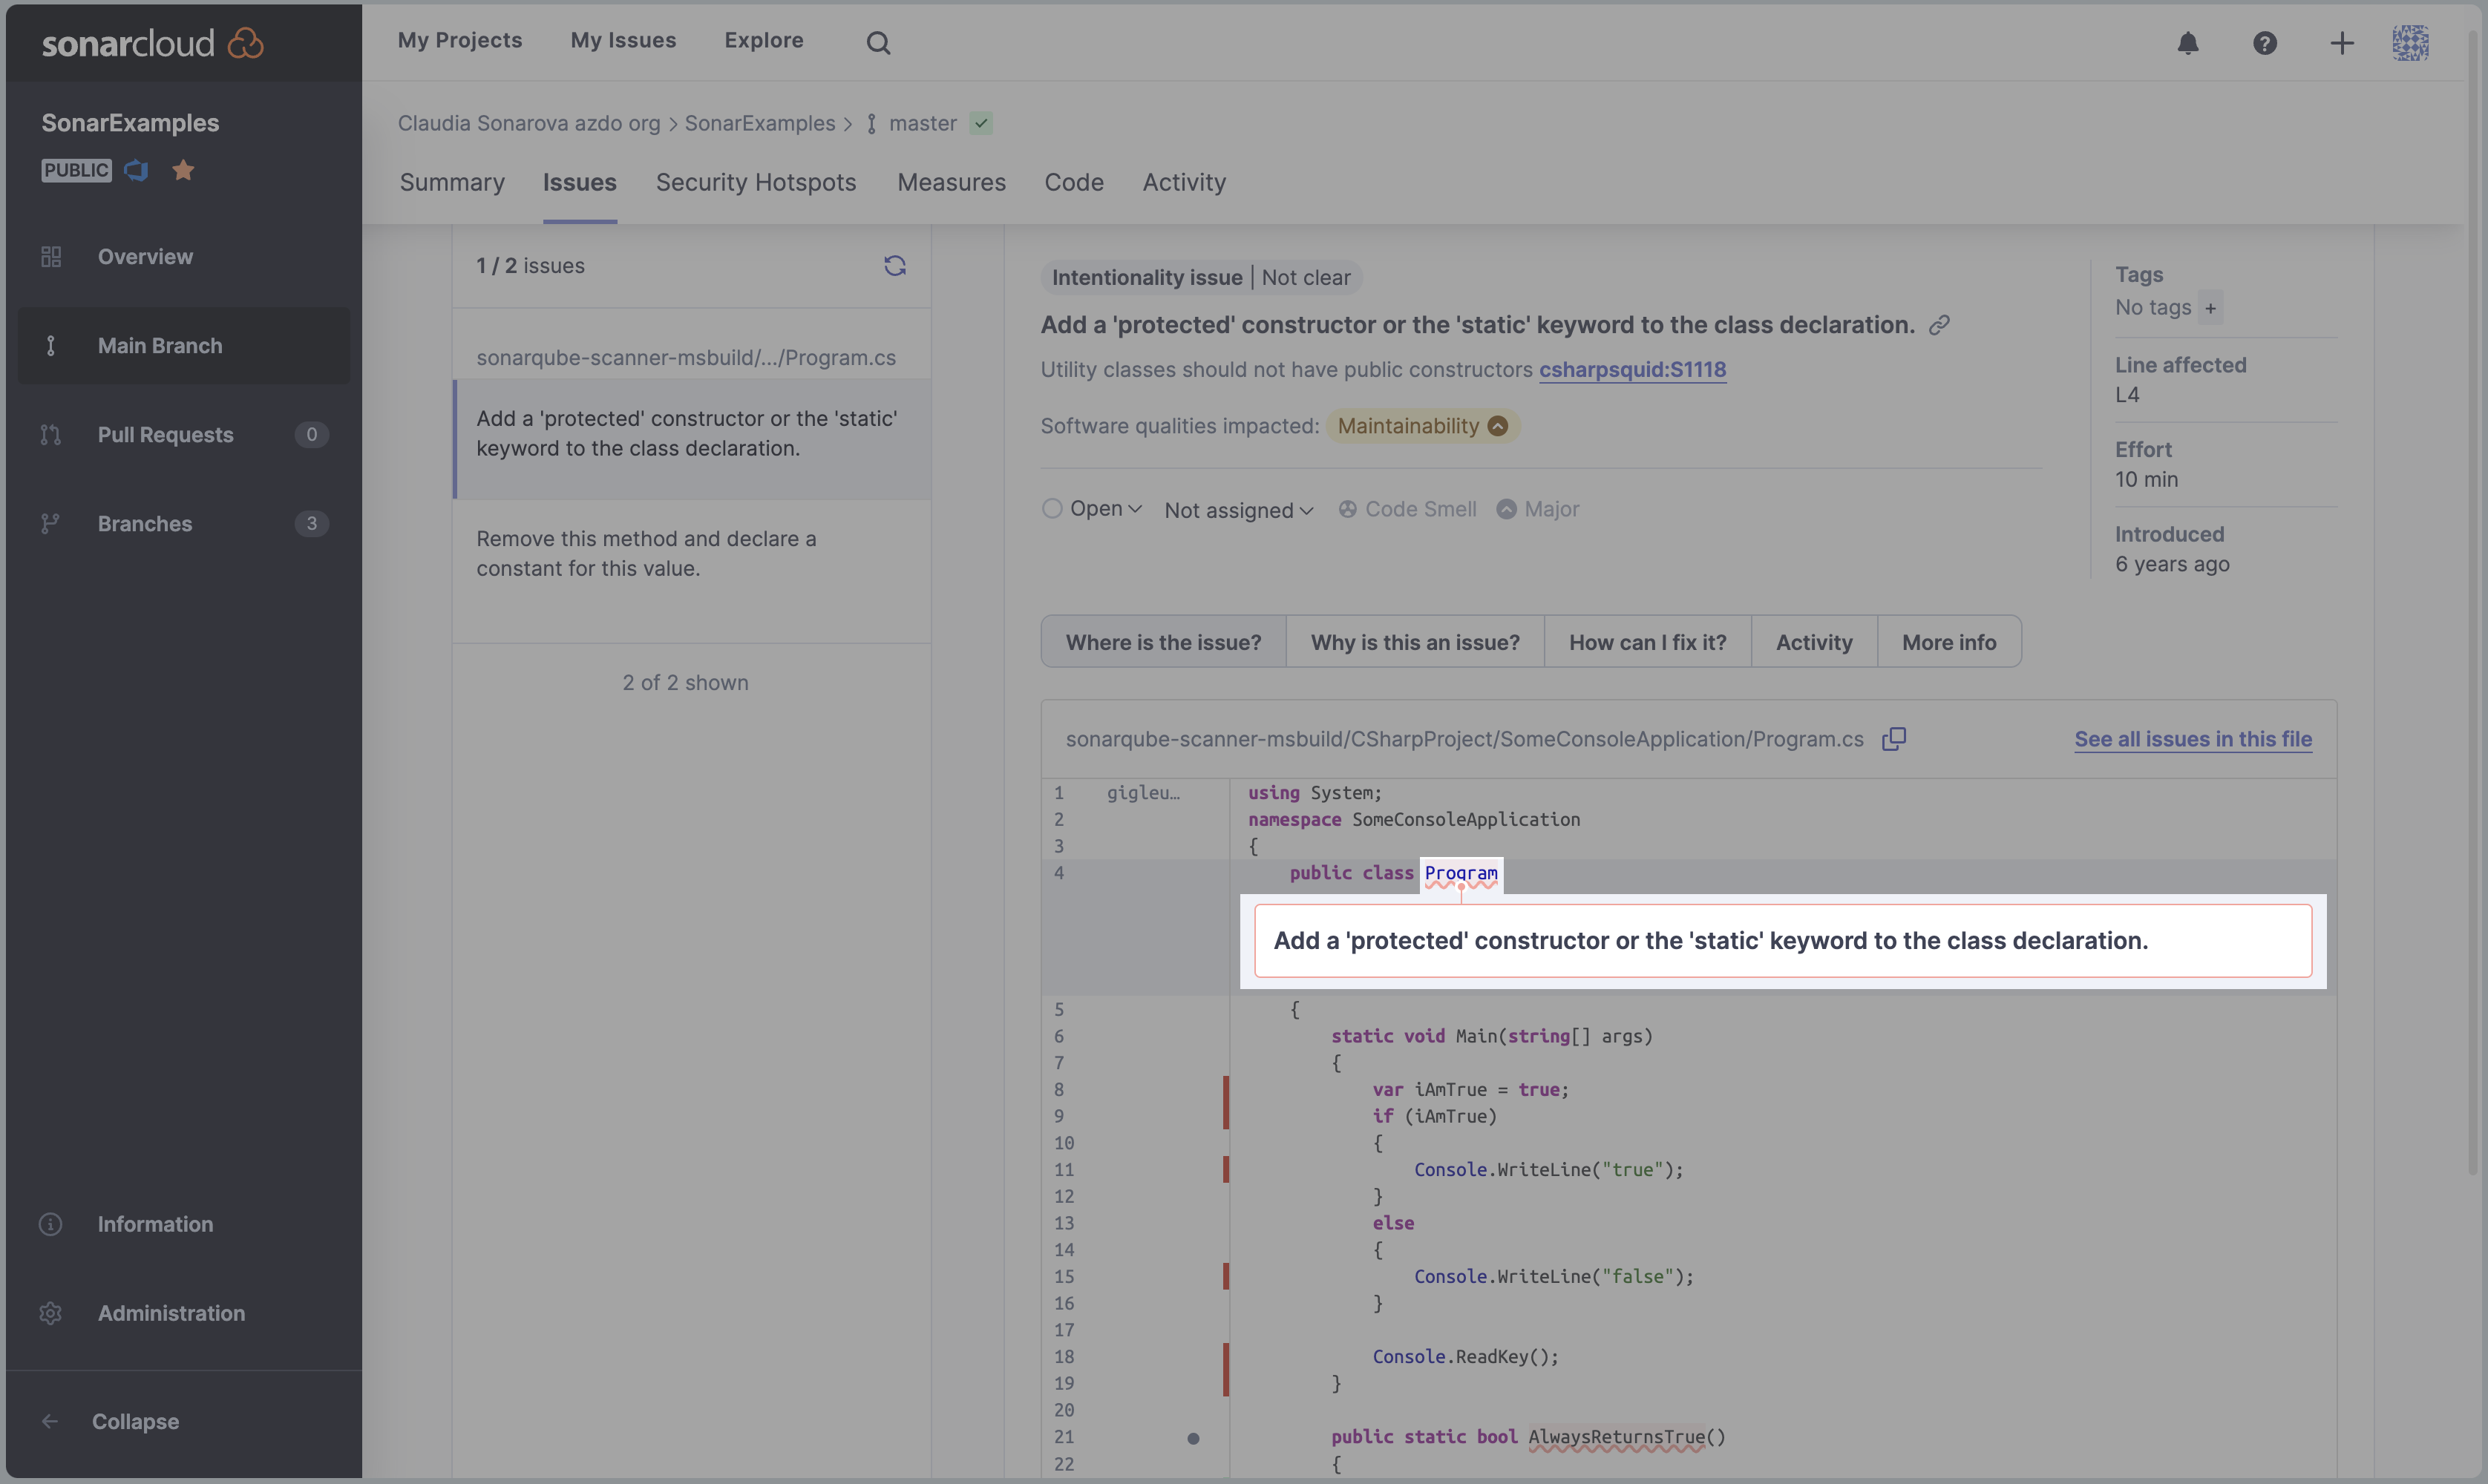 sonarcloud
My Projects
My Issues
Explore
SonarExamples
PUBLIC
Overview
Main Branch
Pull Requests 0
Branches 3
Information
Administration
Collapse
Claudia Sonarova azdo org > SonarExamples > master
Summary
Issues
Security Hotspots
Measures
Code
Activity
1 / 2 issues
sonarqube-scanner-msbuild/.../Program.cs
Add a 'protected' constructor or the 'static'
keyword to the class declaration.
Remove this method and declare a
constant for this value.
2 of 2 shown
Intentionality issue | Not clear
Add a 'protected' constructor or the 'static' keyword to the class declaration.
Utility classes should not have public constructors csharpsquid:S1118
Software qualities impacted: Maintainability
Open
Not assigned
Code Smell
Major
Tags
No tags +
Line affected
L4
Effort
10 min
Introduced
6 years ago
Where is the issue?
Why is this an issue?
How can I fix it?
Activity
More info
sonarqube-scanner-msbuild/CSharpProject/SomeConsoleApplication/Program.cs
See all issues in this file
1 gigleu… using System;
2 namespace SomeConsoleApplication
3 {
4 public class Program
Add a 'protected' constructor or the 'static' keyword to the class declaration.
5 {
6 static void Main(string[] args)
7 {
8 var iAmTrue = true;
9 if (iAmTrue)
10 {
11 Console.WriteLine("true");
12 }
13 else
14 {
15 Console.WriteLine("false");
16 }
17
18 Console.ReadKey();
19 }
20
21 public static bool AlwaysReturnsTrue()
22 {